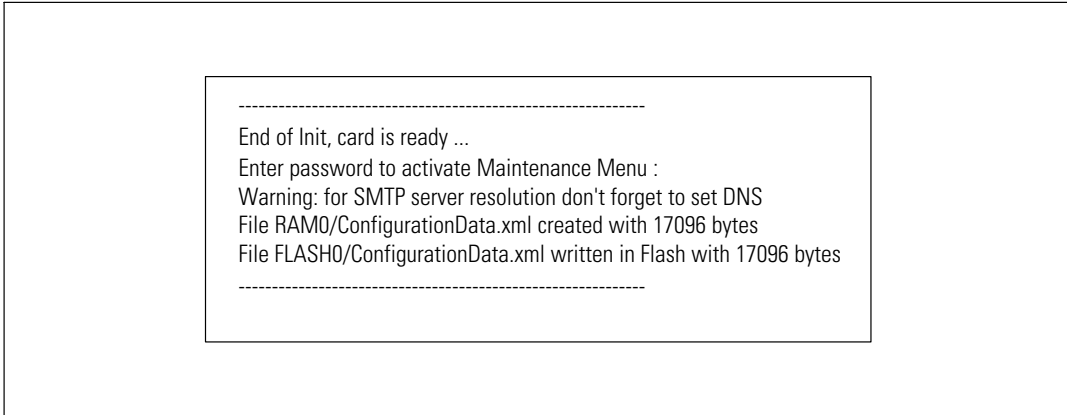 -------------------------------------------------------------
End of Init, card is ready ...
Enter password to activate Maintenance Menu :
Warning: for SMTP server resolution don't forget to set DNS
File RAM0/ConfigurationData.xml created with 17096 bytes
File FLASH0/ConfigurationData.xml written in Flash with 17096 bytes
-------------------------------------------------------------